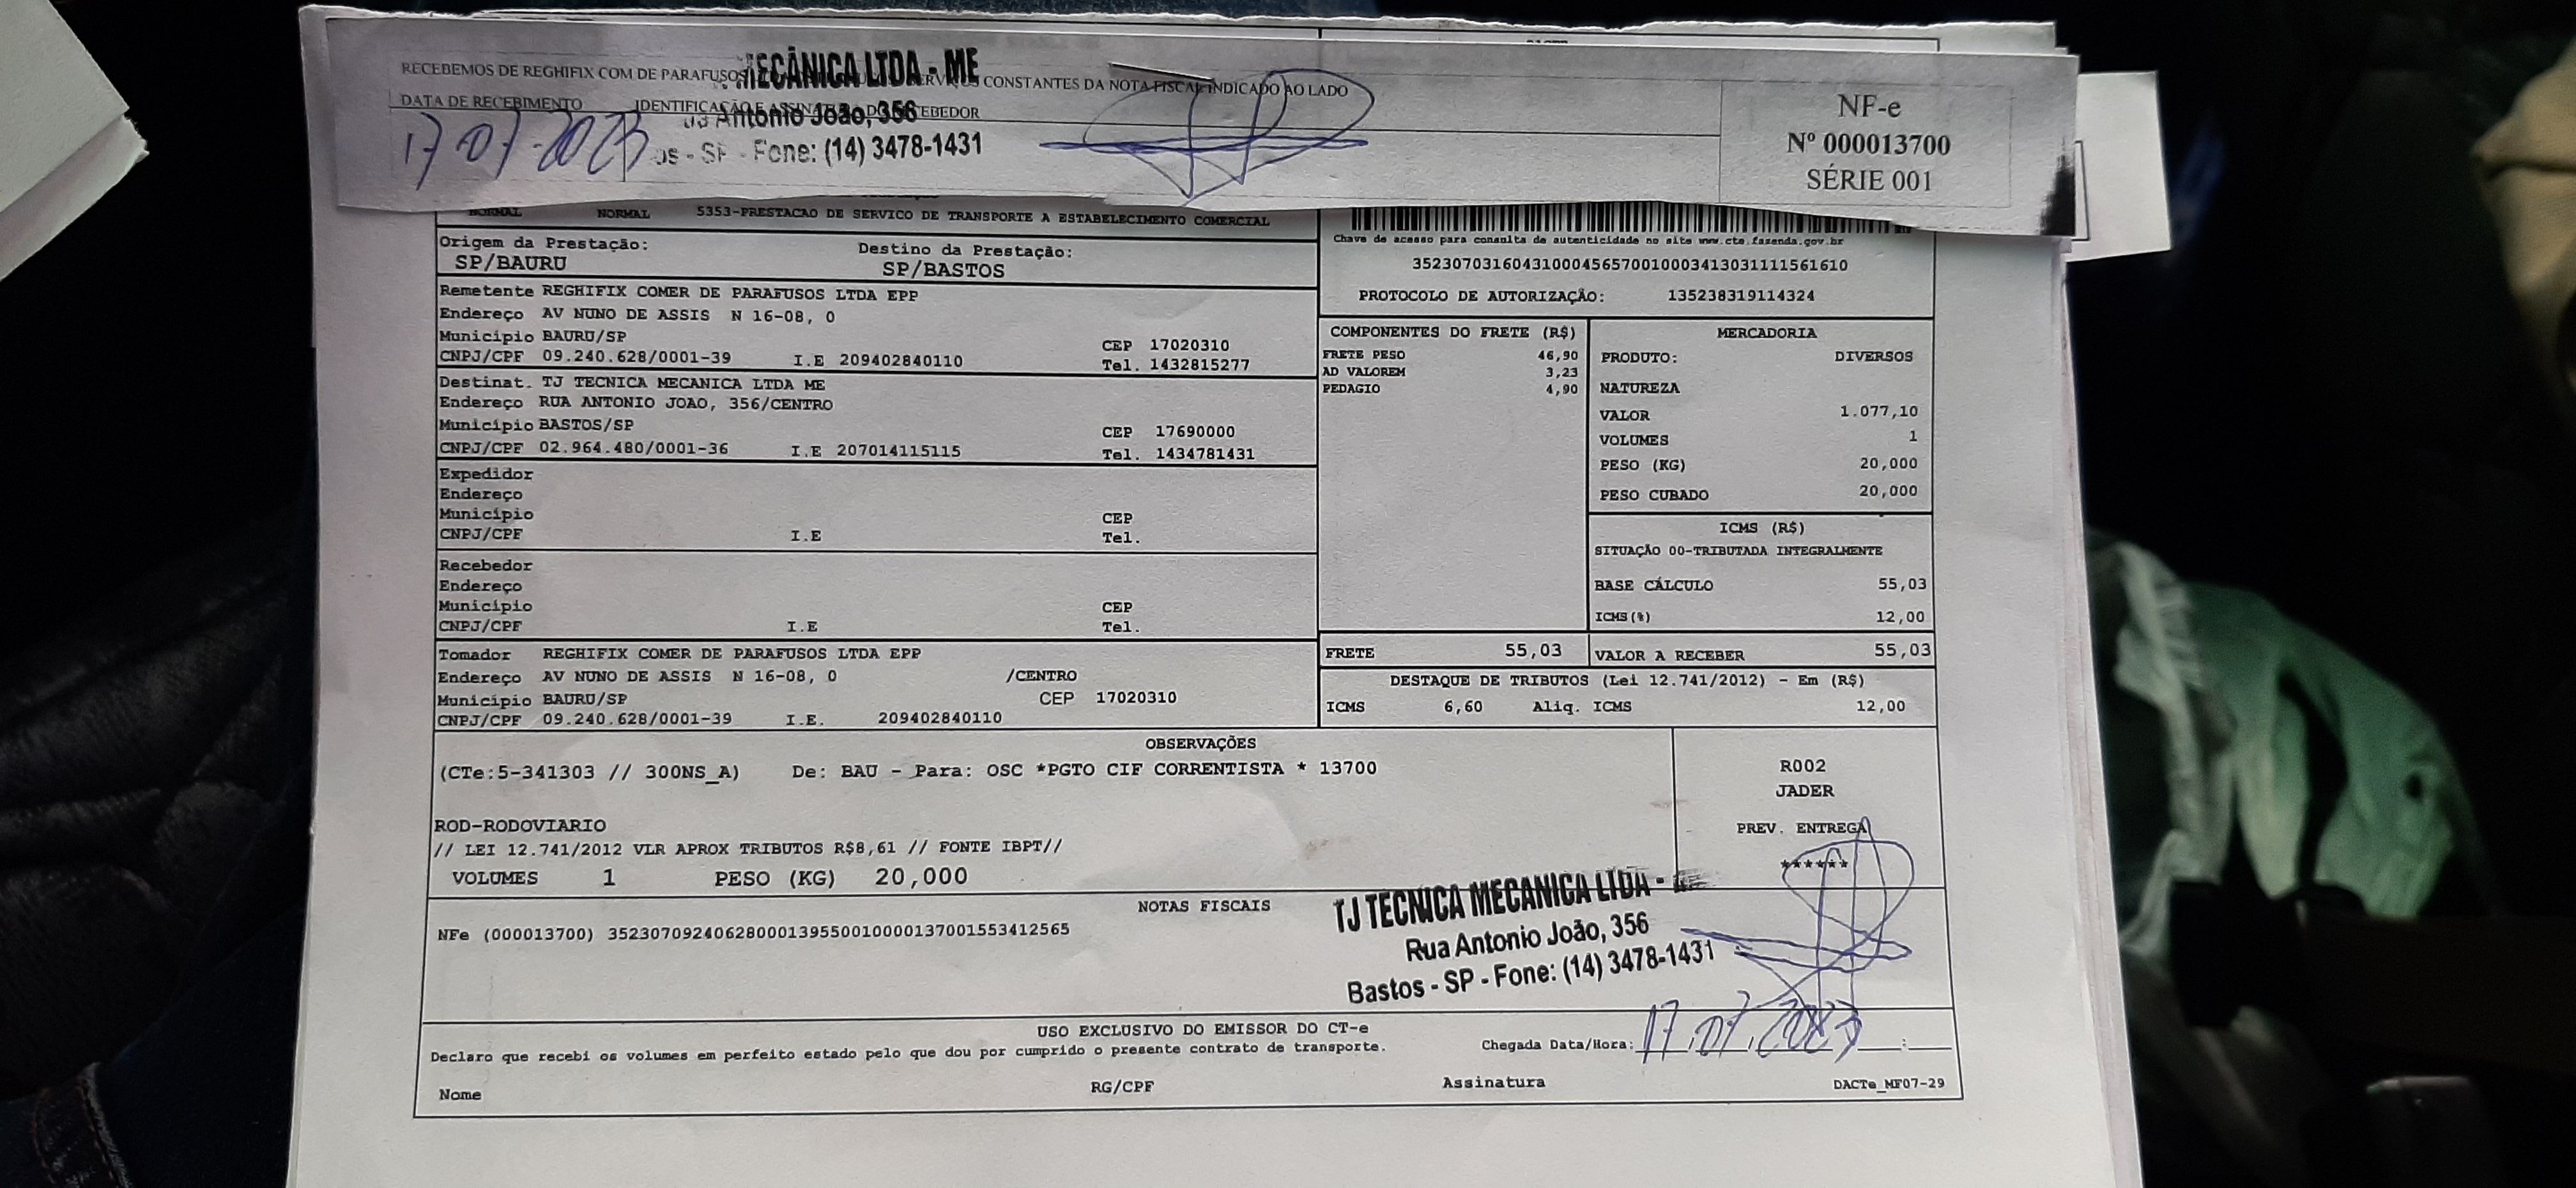 MECÂNICA LTDA - ME
RECEBEMOS DE REGHIFIX COM DE PARAFUSOS CONSTANTES DA NOTA FISCAL INDICADO AO LADO
DATA DE RECEBIMENTO IDENTIFICAÇÃO E
Antonio João, 356
17 07 2023 - SP - Fone: (14) 3478-1431
NF-e
Nº 000013700
SÉRIE 001
NORMAL NORMAL 5353-PRESTACAO DE SERVICO DE TRANSPORTE A ESTABELECIMENTO COMERCIAL
Origem da Prestação: Destino da Prestação:
SP/BAURU SP/BASTOS
Chave de acesso para consulta de autenticidade no site www.cte.fazenda.gov.br
35230703160431000456570010003413031111561610
PROTOCOLO DE AUTORIZAÇÃO: 135238319114324
Remetente REGHIFIX COMER DE PARAFUSOS LTDA EPP
Endereço AV NUNO DE ASSIS N 16-08, 0
Município BAURU/SP CEP 17020310
CNPJ/CPF 09.240.628/0001-39 I.E 209402840110 Tel. 1432815277
Destinat. TJ TECNICA MECANICA LTDA ME
Endereço RUA ANTONIO JOAO, 356/CENTRO
Município BASTOS/SP CEP 17690000
CNPJ/CPF 02.964.480/0001-36 I.E 207014115115 Tel. 1434781431
Expedidor
Endereço
Município CEP
CNPJ/CPF I.E Tel.
Recebedor
Endereço
Município CEP
CNPJ/CPF I.E Tel.
Tomador REGHIFIX COMER DE PARAFUSOS LTDA EPP
Endereço AV NUNO DE ASSIS N 16-08, 0 /CENTRO
Município BAURU/SP CEP 17020310
CNPJ/CPF 09.240.628/0001-39 I.E. 209402840110
COMPONENTES DO FRETE (R$)
FRETE PESO 46,90
AD VALOREM 3,23
PEDAGIO 4,90
MERCADORIA
PRODUTO: DIVERSOS
NATUREZA
VALOR 1.077,10
VOLUMES 1
PESO (KG) 20,000
PESO CUBADO 20,000
ICMS (R$)
SITUAÇÃO 00-TRIBUTADA INTEGRALMENTE
BASE CÁLCULO 55,03
ICMS(%) 12,00
FRETE 55,03 VALOR A RECEBER 55,03
DESTAQUE DE TRIBUTOS (Lei 12.741/2012) - Em (R$)
ICMS 6,60 Aliq. ICMS 12,00
OBSERVAÇÕES
(CTe:5-341303 // 300NS_A) De: BAU - Para: OSC *PGTO CIF CORRENTISTA * 13700
ROD-RODOVIARIO
// LEI 12.741/2012 VLR APROX TRIBUTOS R$8,61 // FONTE IBPT//
VOLUMES 1 PESO (KG) 20,000
R002
JADER
PREV. ENTREGA
******
NOTAS FISCAIS
NFe (000013700) 35230709240628000139550010000137001553412565
TJ TECNICA MECANICA LTDA -
Rua Antonio João, 356
Bastos - SP - Fone: (14) 3478-1431
USO EXCLUSIVO DO EMISSOR DO CT-e
Declaro que recebi os volumes em perfeito estado pelo que dou por cumprido o presente contrato de transporte. Chegada Data/Hora: 17.07.2023 :
Nome RG/CPF Assinatura DACTe_MF07-29